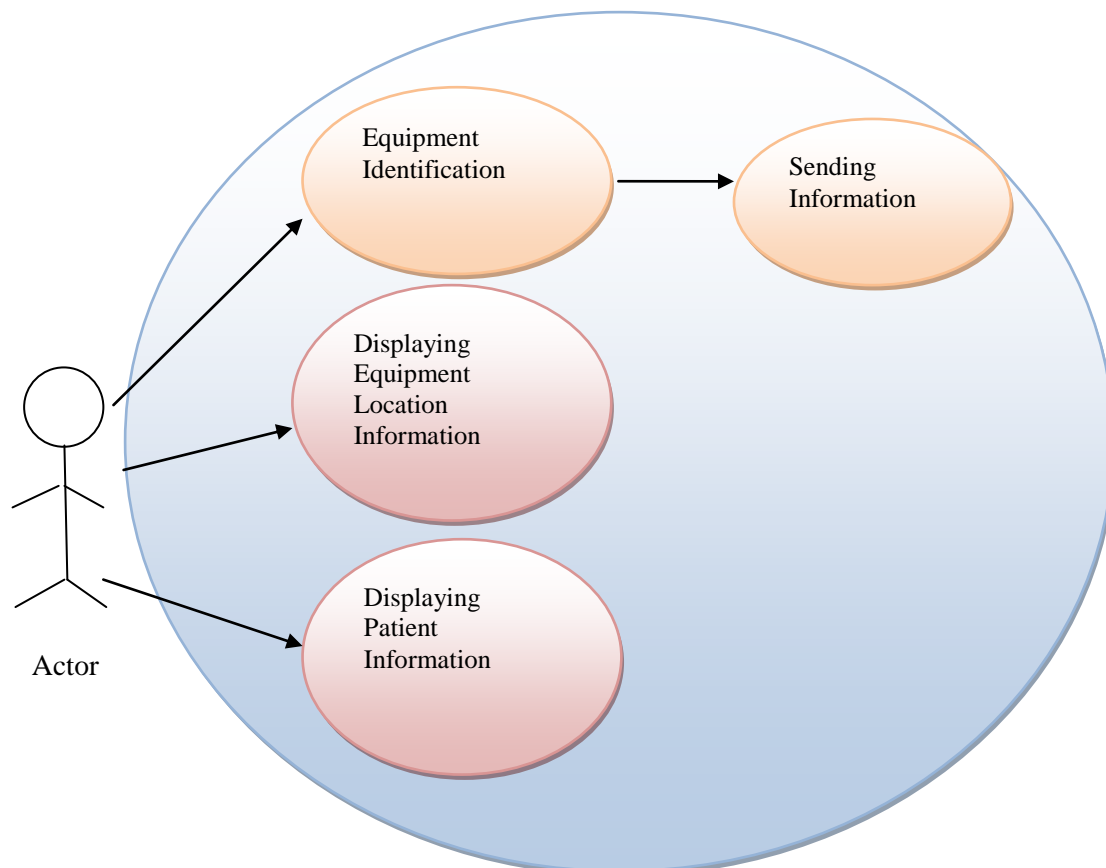 Equipment
Identification
Sending
Information
Displaying
Equipment
Location
Information
Displaying
Patient
Information
Actor